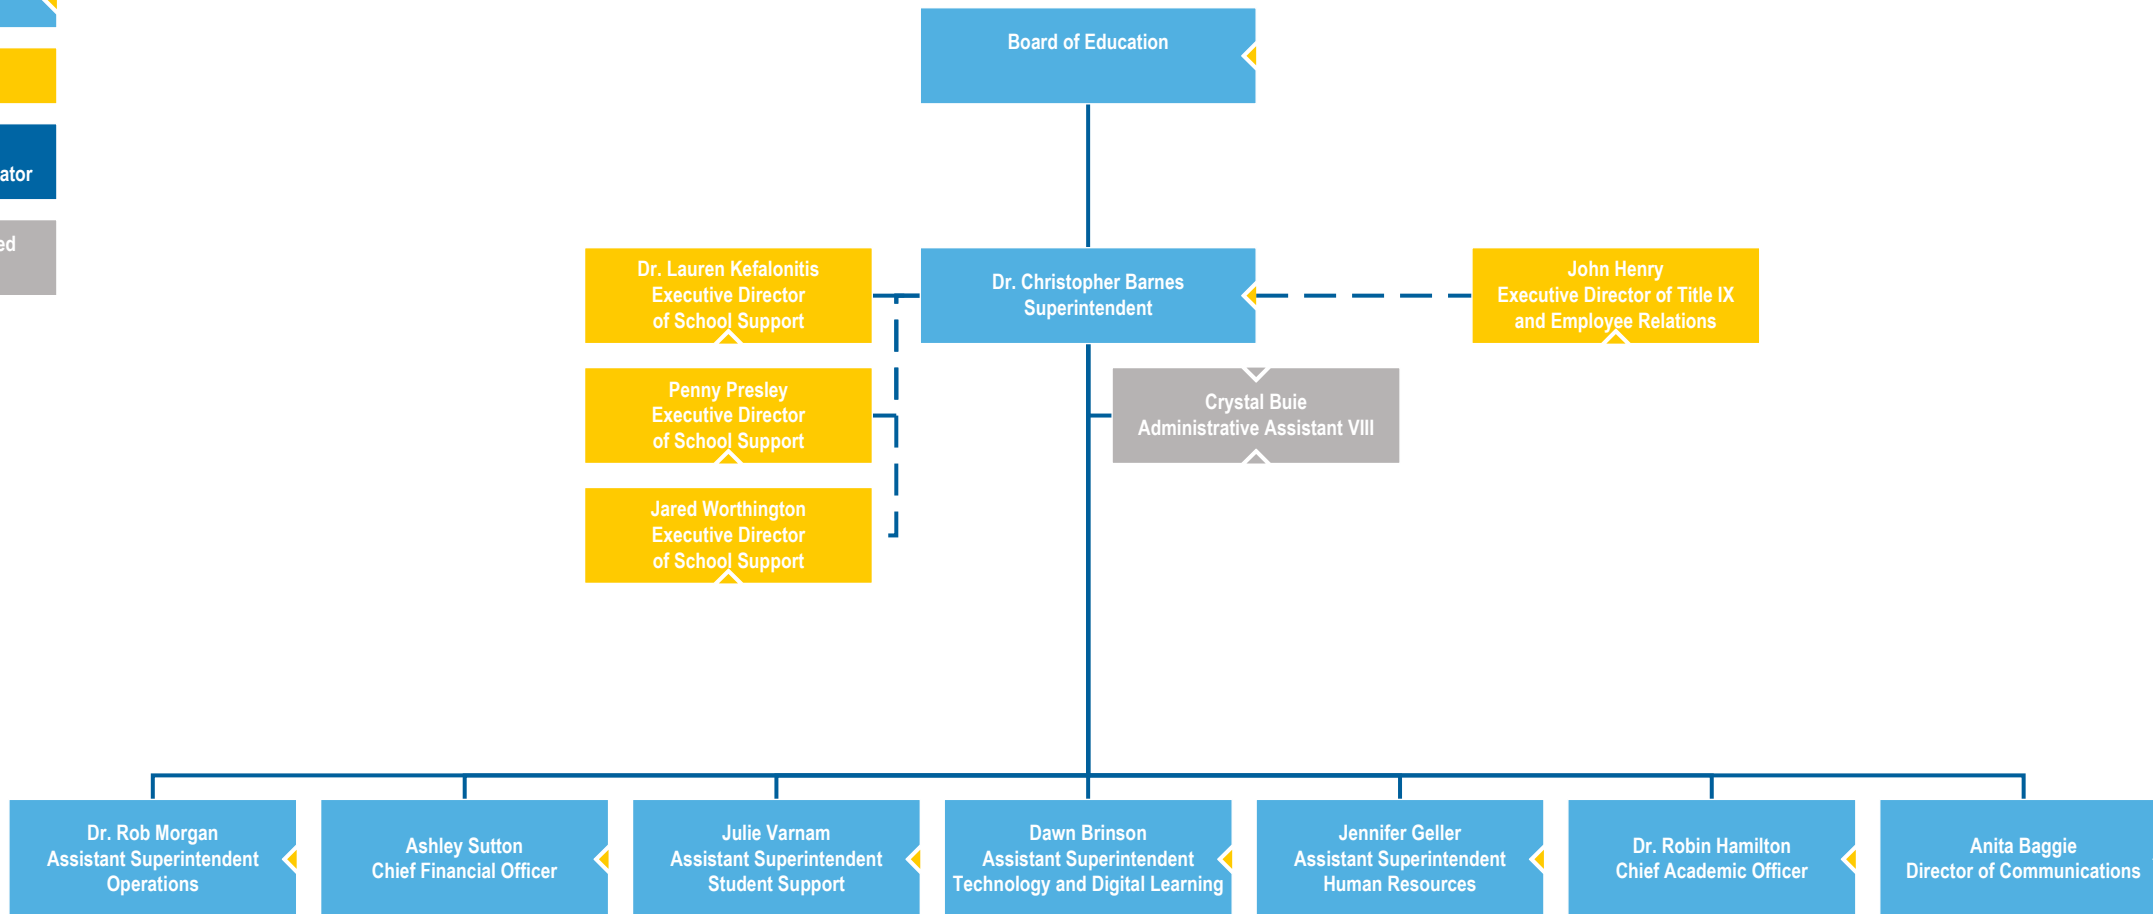 Board of Education
ator
ed
Dr. Lauren Kefalonitis
Executive Director
of School Support
Dr. Christopher Barnes
Superintendent
John Henry
Executive Director of Title IX
and Employee Relations
Penny Presley
Executive Director
of School Support
Crystal Buie
Administrative Assistant VIII
Jared Worthington
Executive Director
of School Support
Dr. Rob Morgan
Assistant Superintendent
Operations
Ashley Sutton
Chief Financial Officer
Julie Varnam
Assistant Superintendent
Student Support
Dawn Brinson
Assistant Superintendent
Technology and Digital Learning
Jennifer Geller
Assistant Superintendent
Human Resources
Dr. Robin Hamilton
Chief Academic Officer
Anita Baggie
Director of Communications